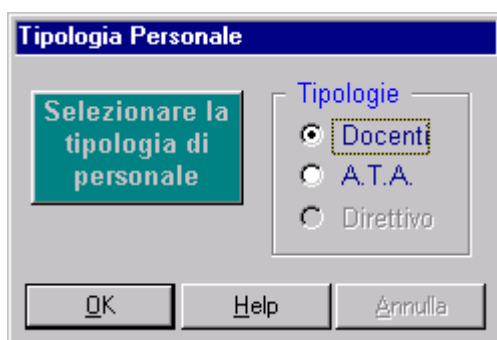 Tipologia Personale
Selezionare la
tipologia di
personale
Tipologie
Docenti
A.T.A.
Direttivo
OK
Help
Annulla